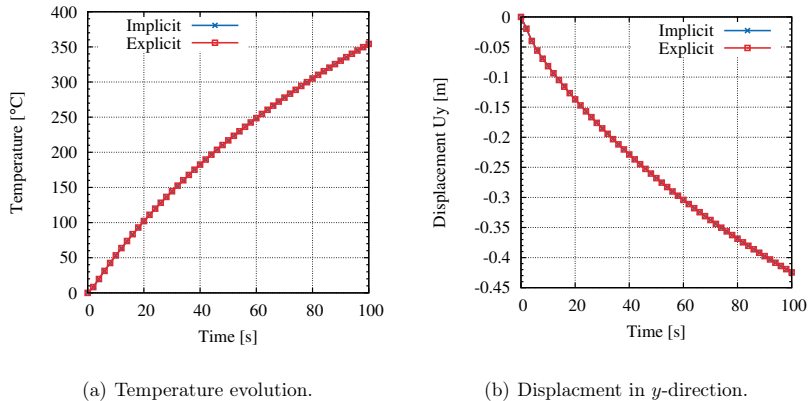 400
350
300
250
200
150
100
50
0
Temperature [°C]
Implicit
Explicit
0 20 40 60 80 100
Time [s]
(a) Temperature evolution.
0
-0.05
-0.1
-0.15
-0.2
-0.25
-0.3
-0.35
-0.4
-0.45
Displacement Uy [m]
Implicit
Explicit
0 20 40 60 80 100
Time [s]
(b) Displacment in y-direction.